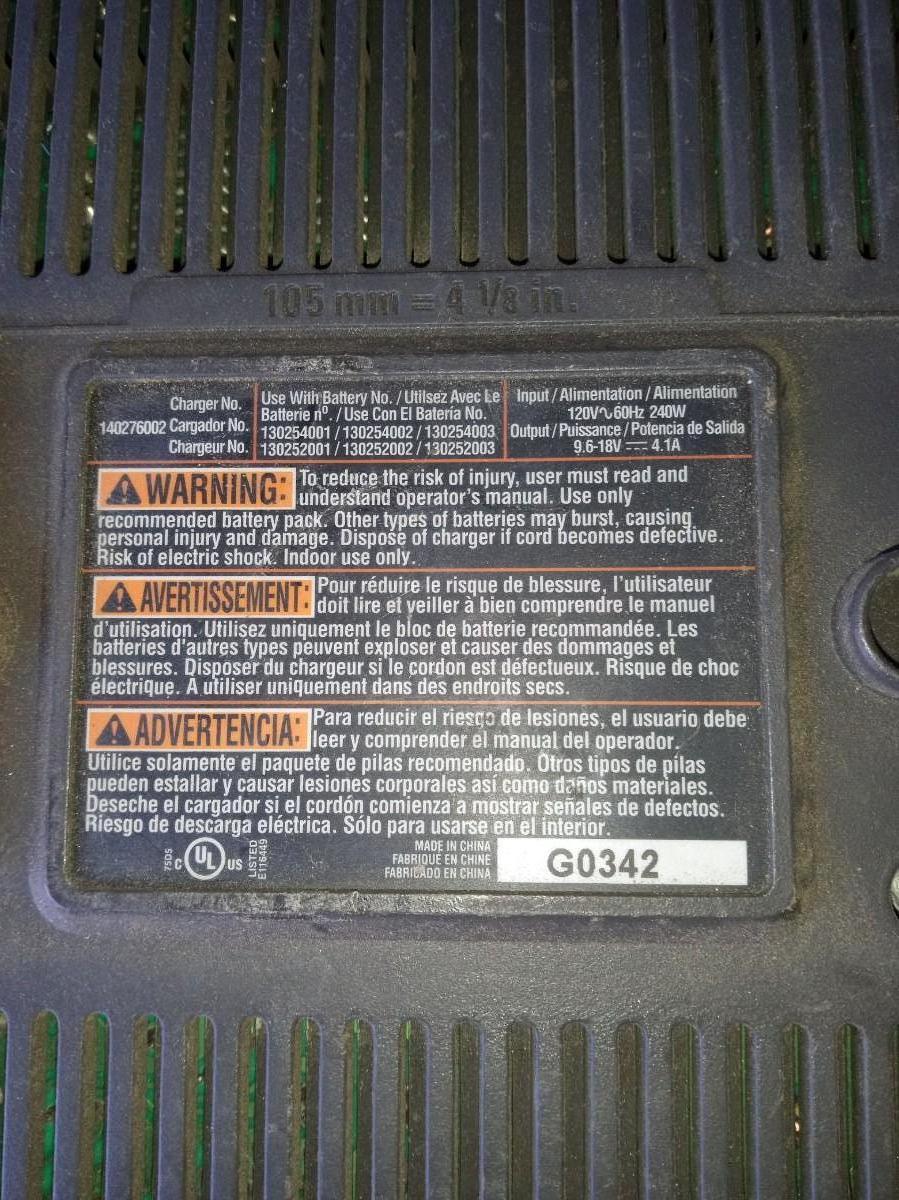 105 mm = 4 1/8 in.
Charger No.
140276002 Cargador No.
Chargeur No.
Use With Battery No. / Utilsez Avec Le
Batterie nº. / Use Con El Batería No.
130254001 / 130254002 / 130254003
130252001 / 130252002 / 130252003
Input / Alimentation / Alimentation
120V∿60Hz 240W
Output / Puissance / Potencia de Salida
9.6-18V ⎓ 4.1A
WARNING: To reduce the risk of injury, user must read and
understand operator's manual. Use only
recommended battery pack. Other types of batteries may burst, causing
personal injury and damage. Dispose of charger if cord becomes defective.
Risk of electric shock. Indoor use only.
AVERTISSEMENT: Pour réduire le risque de blessure, l'utilisateur
doit lire et veiller à bien comprendre le manuel
d'utilisation. Utilisez uniquement le bloc de batterie recommandée. Les
batteries d'autres types peuvent exploser et causer des dommages et
blessures. Disposer du chargeur si le cordon est défectueux. Risque de choc
électrique. A utiliser uniquement dans des endroits secs.
ADVERTENCIA: Para reducir el riesgo de lesiones, el usuario debe
leer y comprender el manual del operador.
Utilice solamente el paquete de pilas recomendado. Otros tipos de pilas
pueden estallar y causar lesiones corporales así como daños materiales.
Deseche el cargador si el cordón comienza a mostrar señales de defectos.
Riesgo de descarga eléctrica. Sólo para usarse en el interior.
75D5
C UL US
LISTED
E116449
MADE IN CHINA
FABRIQUÉ EN CHINE
FABRICADO EN CHINA
G0342